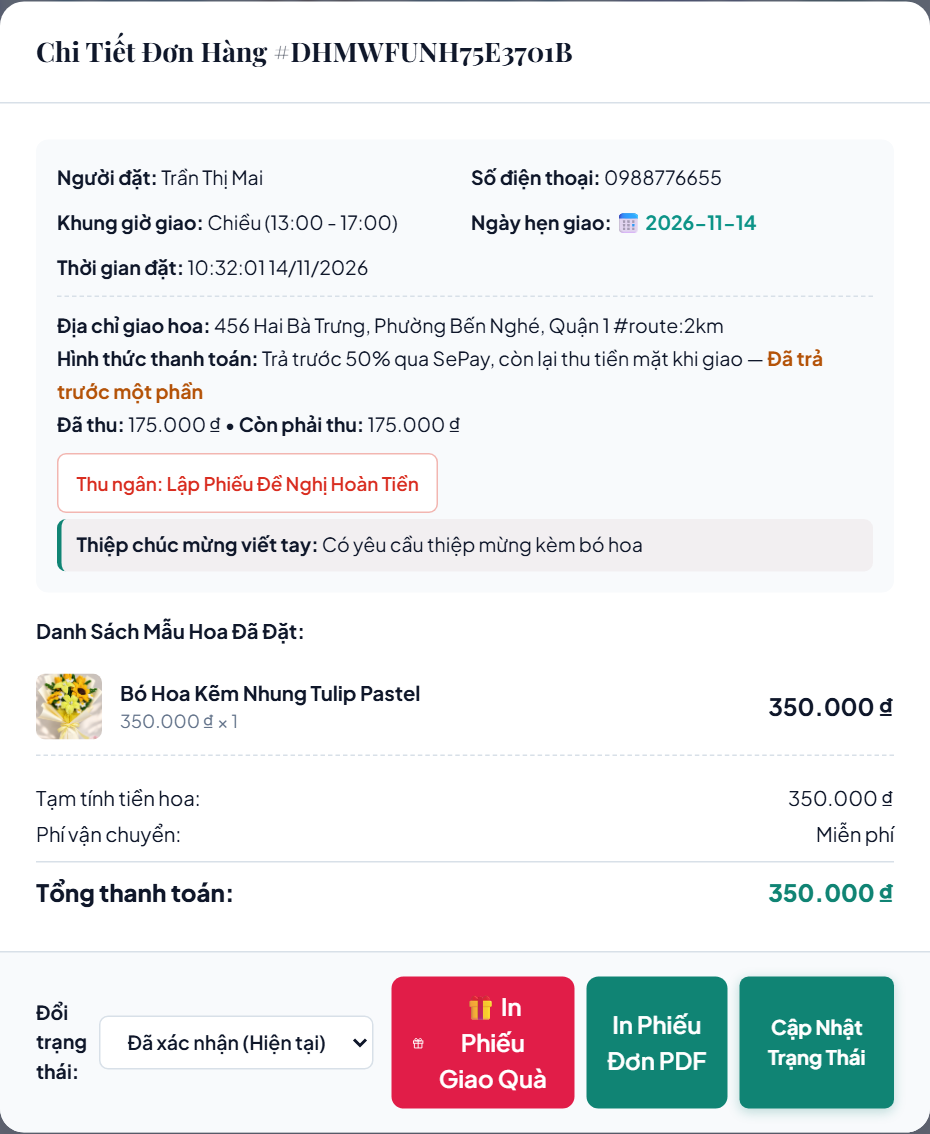 Chi Tiết Đơn Hàng #DHMWFUNH75E3701B
Người đặt: Trần Thị Mai
Số điện thoại: 0988776655
Khung giờ giao: Chiều (13:00 - 17:00)
Ngày hẹn giao: 2026-11-14
Thời gian đặt: 10:32:01 14/11/2026
Địa chỉ giao hoa: 456 Hai Bà Trưng, Phường Bến Nghé, Quận 1 #route:2km
Hình thức thanh toán: Trả trước 50% qua SePay, còn lại thu tiền mặt khi giao — Đã trả
trước một phần
Đã thu: 175.000 ₫ • Còn phải thu: 175.000 ₫
Thu ngân: Lập Phiếu Đề Nghị Hoàn Tiền
Thiệp chúc mừng viết tay: Có yêu cầu thiệp mừng kèm bó hoa
Danh Sách Mẫu Hoa Đã Đặt:
Bó Hoa Kẽm Nhung Tulip Pastel
350.000 ₫ × 1
350.000 ₫
Tạm tính tiền hoa:
350.000 ₫
Phí vận chuyển:
Miễn phí
Tổng thanh toán:
350.000 ₫
Đổi
trạng
thái:
Đã xác nhận (Hiện tại)
In
Phiếu
Giao Quà
In Phiếu
Đơn PDF
Cập Nhật
Trạng Thái